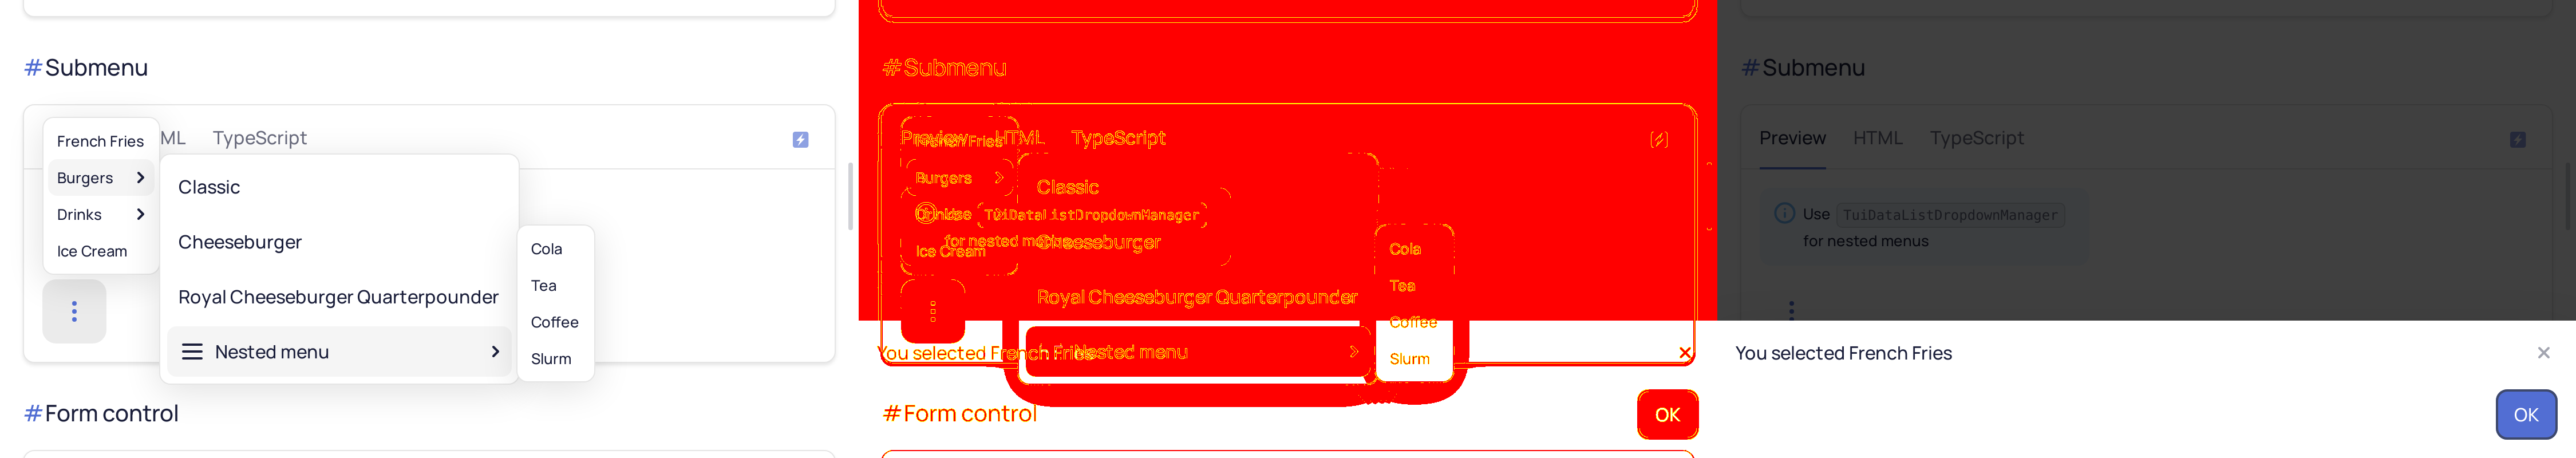 #Submenu
French Fries
ML TypeScript
Burgers
Classic
Drinks
Cheeseburger
Ice Cream
Cola
Tea
Royal Cheeseburger Quarterpounder
Coffee
Nested menu
Slurm
#Form control
#Submenu
Preview HTML TypeScript
French Fries
Burgers
Classic
Drinks
Use TuiDataListDropdownManager
for nested menus
Cheeseburger
Ice Cream
Cola
Tea
Royal Cheeseburger Quarterpounder
Coffee
You selected French Fries
Nested menu
Slurm
#Form control
OK
#Submenu
Preview HTML TypeScript
Use TuiDataListDropdownManager
for nested menus
You selected French Fries
OK